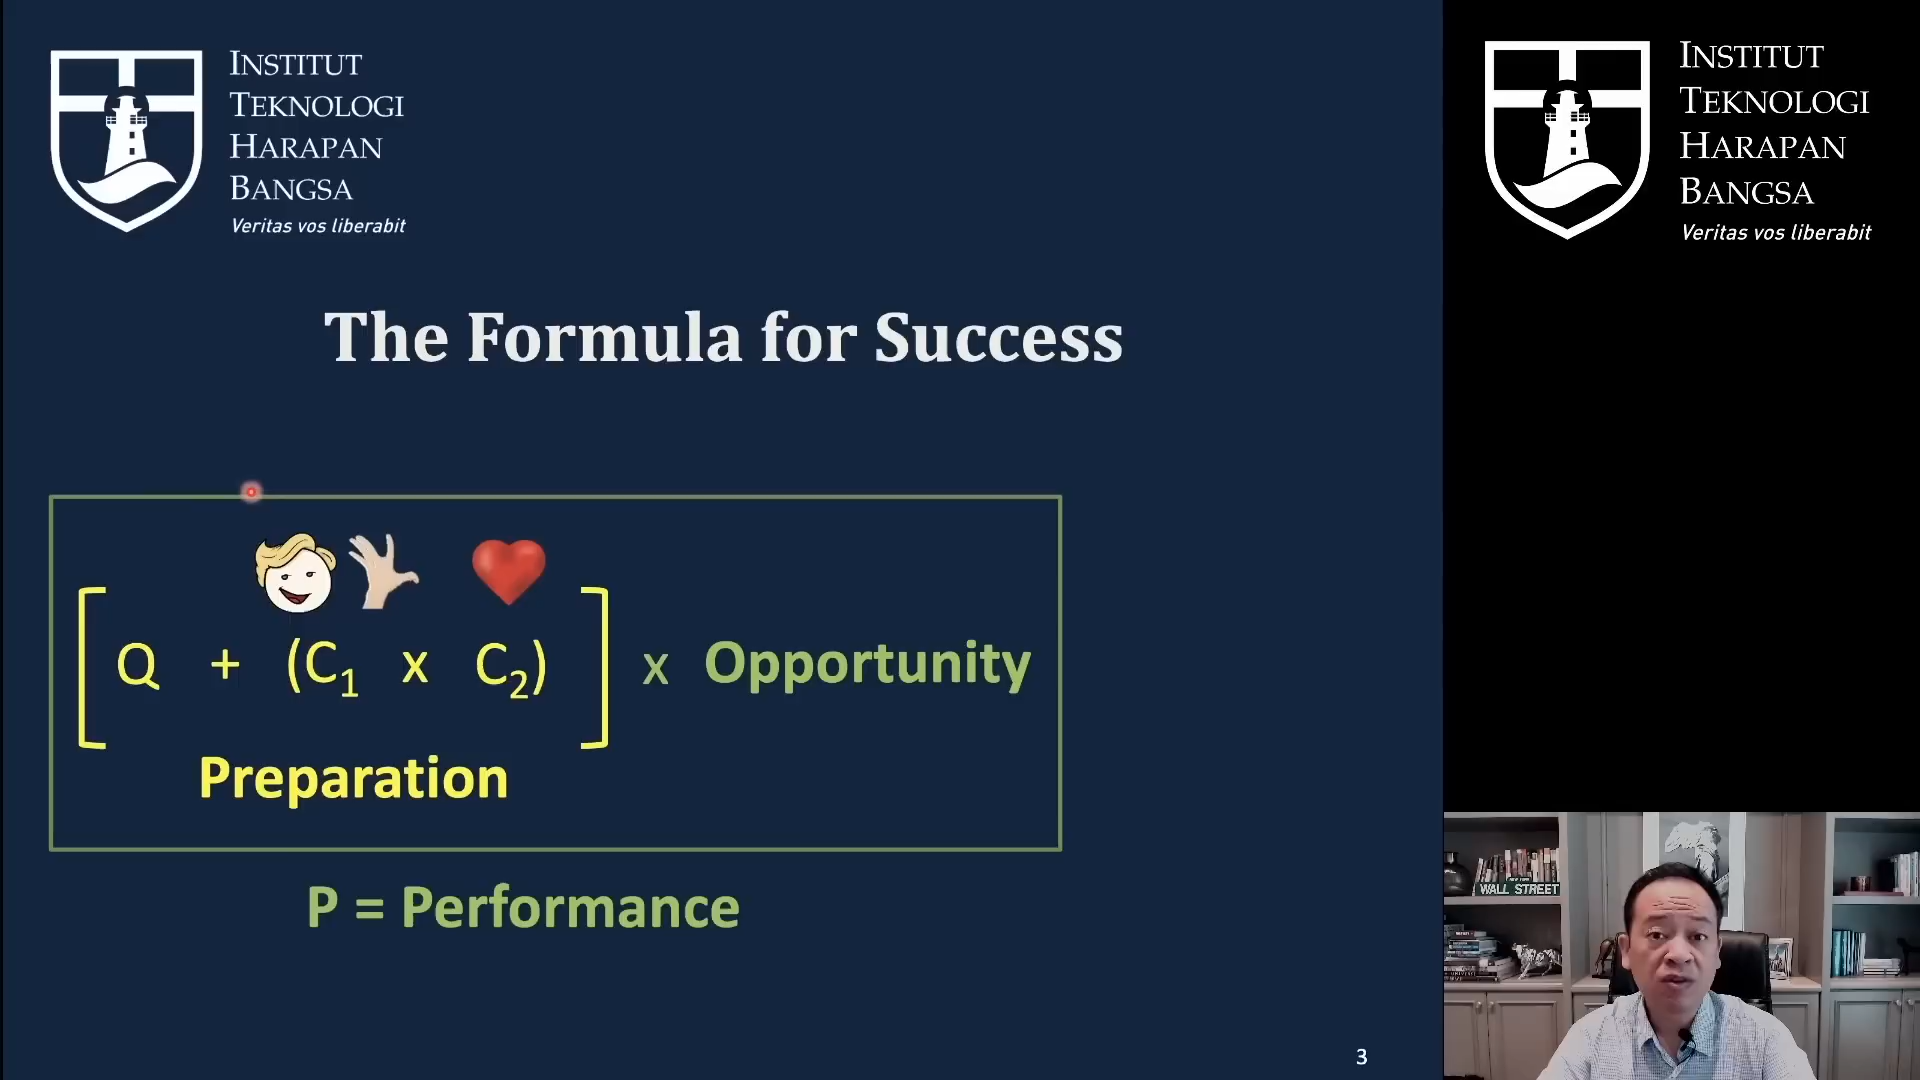 INSTITUT
TEKNOLOGI
HARAPAN
BANGSA
Veritas vos liberabit
INSTITUT
TEKNOLOGI
HARAPAN
BANGSA
Veritas vos liberabit
The Formula for Success
[ Q + (C₁ x C₂) ] x Opportunity
Preparation
P = Performance
WALL STREET
3